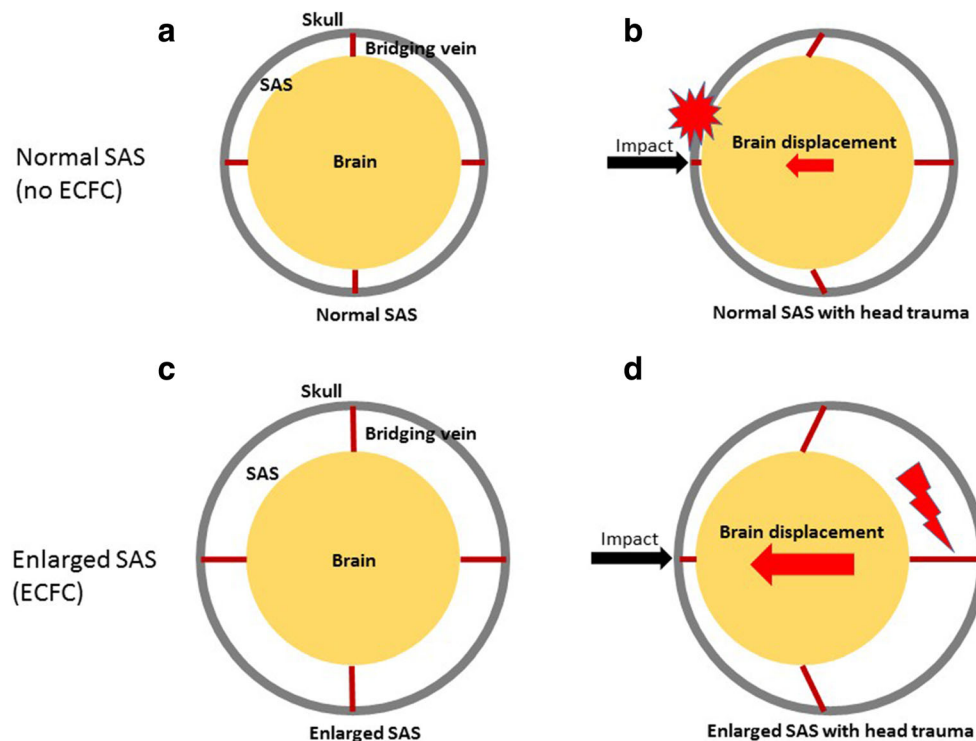 a
Skull
Bridging vein
SAS
Brain
Normal SAS
(no ECFC)
Normal SAS
b
Impact
Brain displacement
Normal SAS with head trauma
c
Skull
Bridging vein
SAS
Brain
Enlarged SAS
(ECFC)
Enlarged SAS
d
Impact
Brain displacement
Enlarged SAS with head trauma